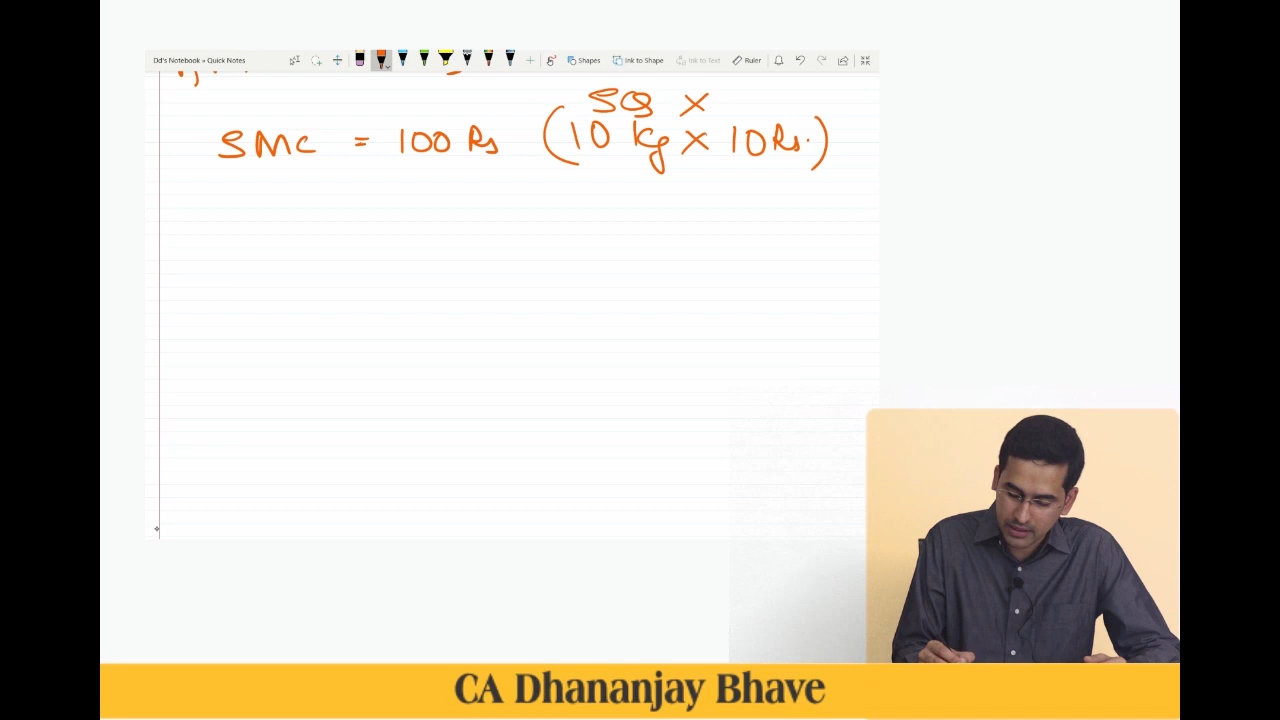 Dd's Notebook • Quick Notes
Shapes
Ink to Shape
Ink to Text
Ruler
SQ ×
SMC = 100 Rs (10 kg × 10 Rs.)
CA Dhananjay Bhave